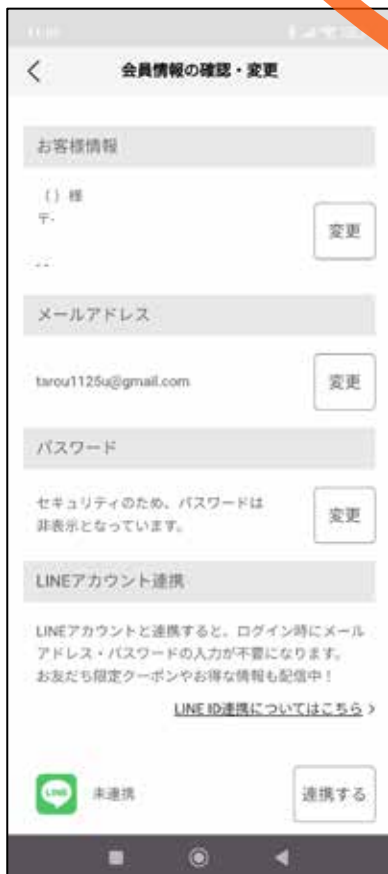 会員情報の確認・変更
お客様情報
（）様
〒-
変更
--
メールアドレス
tarou1125u@gmail.com
変更
パスワード
セキュリティのため、パスワードは
非表示となっています。
変更
LINEアカウント連携
LINEアカウントと連携すると、ログイン時にメール
アドレス・パスワードの入力が不要になります。
お友だち限定クーポンやお得な情報も配信中！
LINE ID連携についてはこちら
LINE
未連携
連携する